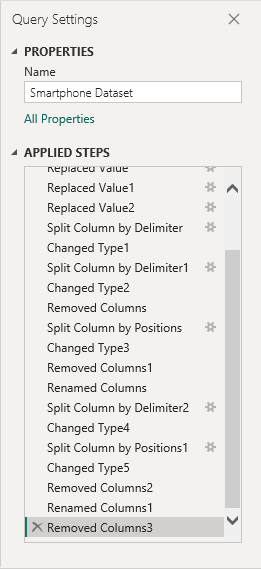 Query Settings
PROPERTIES
Name
Smartphone Dataset
All Properties
APPLIED STEPS
Replaced Value
Replaced Value1
Replaced Value2
Split Column by Delimiter
Changed Type1
Split Column by Delimiter1
Changed Type2
Removed Columns
Split Column by Positions
Changed Type3
Removed Columns1
Renamed Columns
Split Column by Delimiter2
Changed Type4
Split Column by Positions1
Changed Type5
Removed Columns2
Renamed Columns1
Removed Columns3